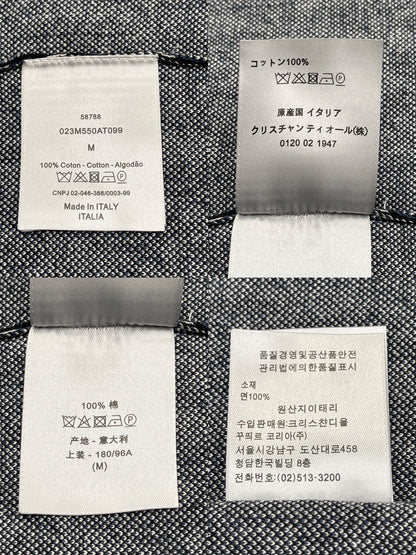 58788
023M550AT099
M
100% Coton - Cotton - Algodão
CNPJ 02-046-366/0003-99
Made In ITALY
ITALIA
コットン100%
原産国 イタリア
クリスチャン ディ オール(株)
0120 02 1947
100% 棉
产地 - 意大利
上装 - 180/96A
(M)
품질경영및공산품안전
관리법에의한품질표시
소재
면100%
원산지이태리
수입판매원:크리스챤디올
꾸뛰르 코리아(주)
서울시강남구 도산대로458
청담한국빌딩 8층
전화번호: (02)513-3200